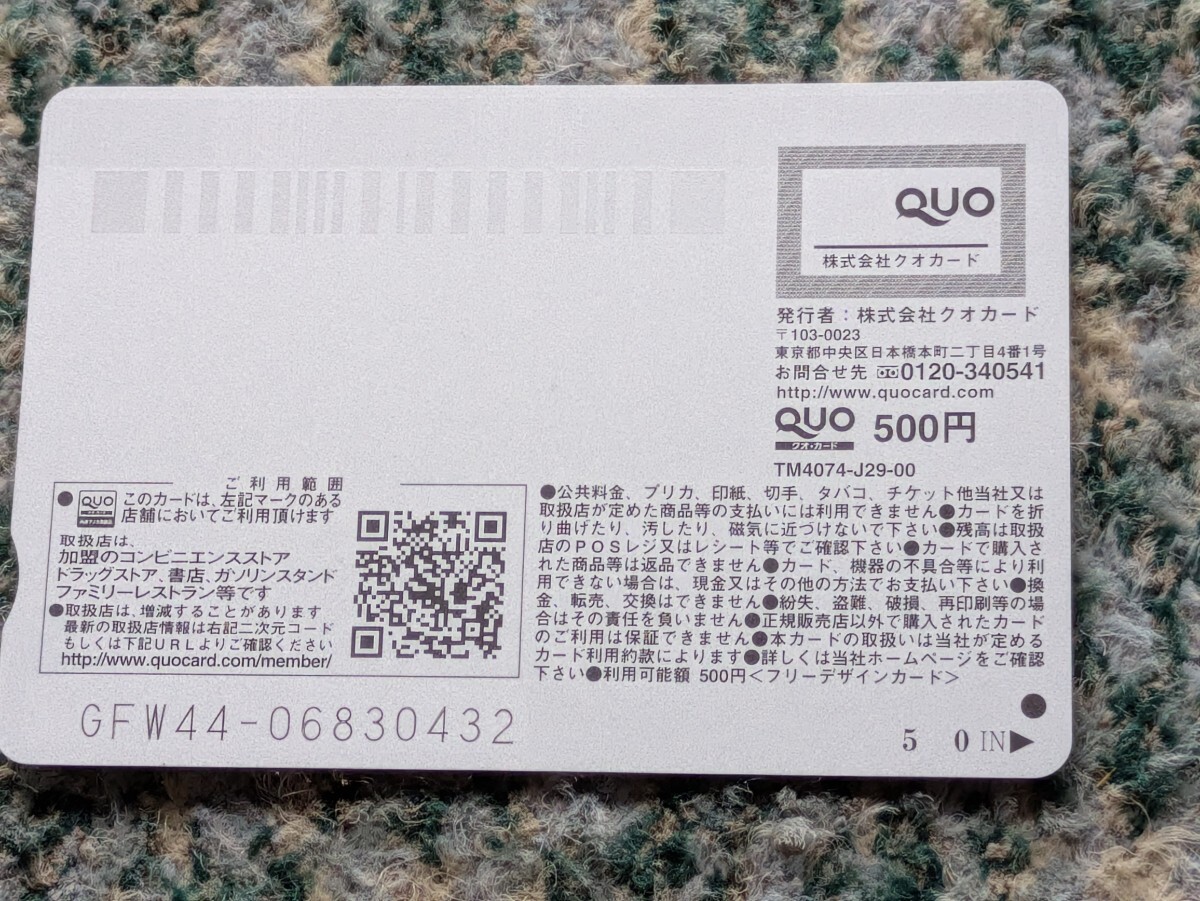 QUO
株式会社クオカード
発行者：株式会社クオカード
〒103-0023
東京都中央区日本橋本町二丁目4番1号
お問合せ先 0120-340541
http://www.quocard.com
QUO 500円
クオ・カード
TM4074-J29-00
ご利用範囲
●QUO このカードは、左記マークのある
店舗においてご利用頂けます
取扱店は、
加盟のコンビニエンスストア
ドラッグストア、書店、ガソリンスタンド
ファミリーレストラン等です
●取扱店は、増減することがあります
最新の取扱店情報は右記二次元コード
もしくは下記URLよりご確認ください
http://www.quocard.com/member/
●公共料金、プリカ、印紙、切手、タバコ、チケット他当社又は
取扱店が定めた商品等の支払いには利用できません●カードを折
り曲げたり、汚したり、磁気に近づけないで下さい●残高は取扱
店のPOSレジ又はレシート等でご確認下さい●カードで購入さ
れた商品等は返品できません●カード、機器の不具合等により利
用できない場合は、現金又はその他の方法でお支払い下さい●換
金、転売、交換はできません●紛失、盗難、破損、再印刷等の場
合はその責任を負いません●正規販売店以外で購入されたカード
のご利用は保証できません●本カードの取扱いは当社が定める
カード利用約款によります●詳しくは当社ホームページをご確認
下さい●利用可能額 500円＜フリーデザインカード＞
GFW44-06830432
5 0 IN▶